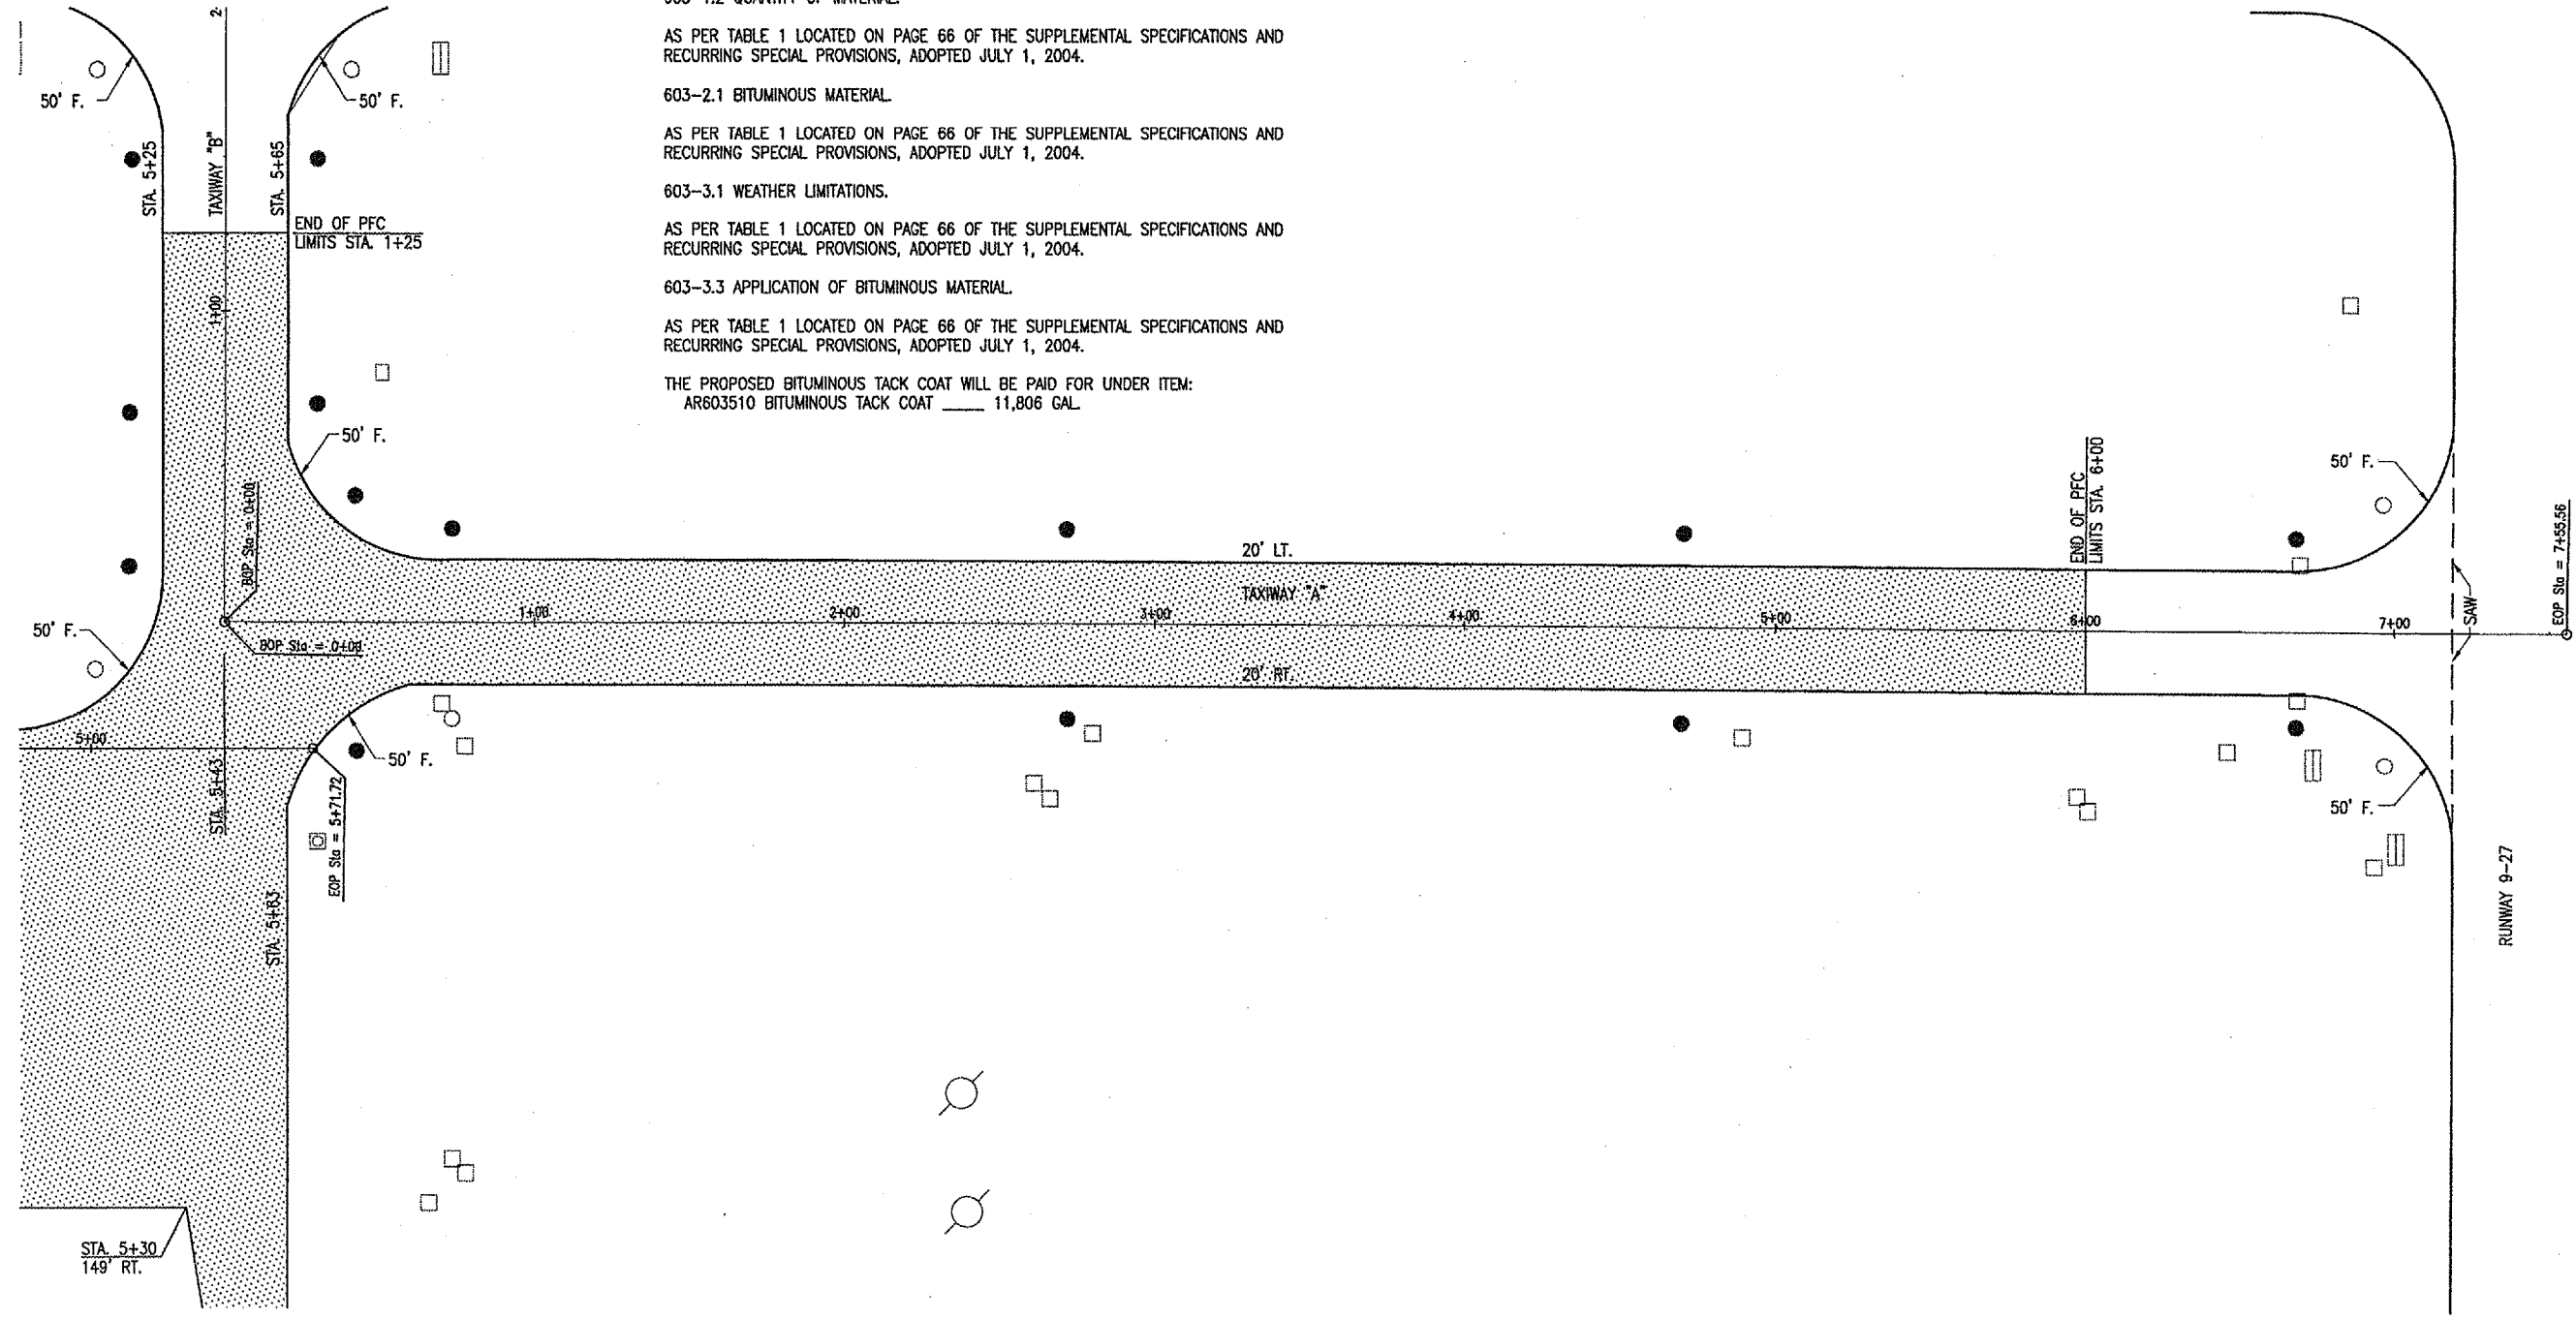 AS PER TABLE 1 LOCATED ON PAGE 66 OF THE SUPPLEMENTAL SPECIFICATIONS AND
RECURRING SPECIAL PROVISIONS, ADOPTED JULY 1, 2004.
603-2.1 BITUMINOUS MATERIAL.
AS PER TABLE 1 LOCATED ON PAGE 66 OF THE SUPPLEMENTAL SPECIFICATIONS AND
RECURRING SPECIAL PROVISIONS, ADOPTED JULY 1, 2004.
603-3.1 WEATHER LIMITATIONS.
AS PER TABLE 1 LOCATED ON PAGE 66 OF THE SUPPLEMENTAL SPECIFICATIONS AND
RECURRING SPECIAL PROVISIONS, ADOPTED JULY 1, 2004.
603-3.3 APPLICATION OF BITUMINOUS MATERIAL.
AS PER TABLE 1 LOCATED ON PAGE 66 OF THE SUPPLEMENTAL SPECIFICATIONS AND
RECURRING SPECIAL PROVISIONS, ADOPTED JULY 1, 2004.
THE PROPOSED BITUMINOUS TACK COAT WILL BE PAID FOR UNDER ITEM:
AR603510 BITUMINOUS TACK COAT ____ 11,806 GAL.
50' F.
50' F.
2
STA. 5+25
TAXIWAY "B"
STA. 5+65
END OF PFC
LIMITS STA. 1+25
1+00
50' F.
BOP Sta = 0+00
BOP Sta = 0+00
50' F.
5+00
STA. 5+43
50' F.
EOP Sta = 5+71.72
STA. 5+63
STA. 5+30
149' RT.
20' LT.
TAXIWAY "A"
1+00
2+00
3+00
4+00
5+00
6+00
7+00
20' RT.
END OF PFC
LIMITS STA. 6+00
50' F.
SAW
EOP Sta = 7+55.56
50' F.
RUNWAY 9-27